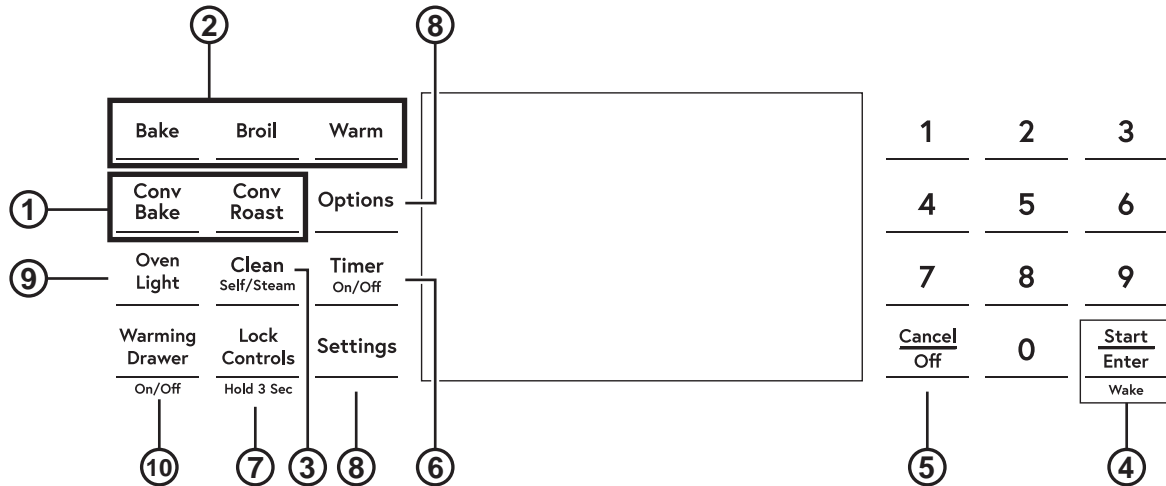 2
8
Bake
Broil
Warm
1
2
3
1
Conv
Bake
Conv
Roast
Options
4
5
6
9
Oven
Light
Clean
Self/Steam
Timer
On/Off
7
8
9
Warming
Drawer
On/Off
Lock
Controls
Hold 3 Sec
Settings
Cancel
Off
0
Start
Enter
Wake
10
7
3
8
6
5
4